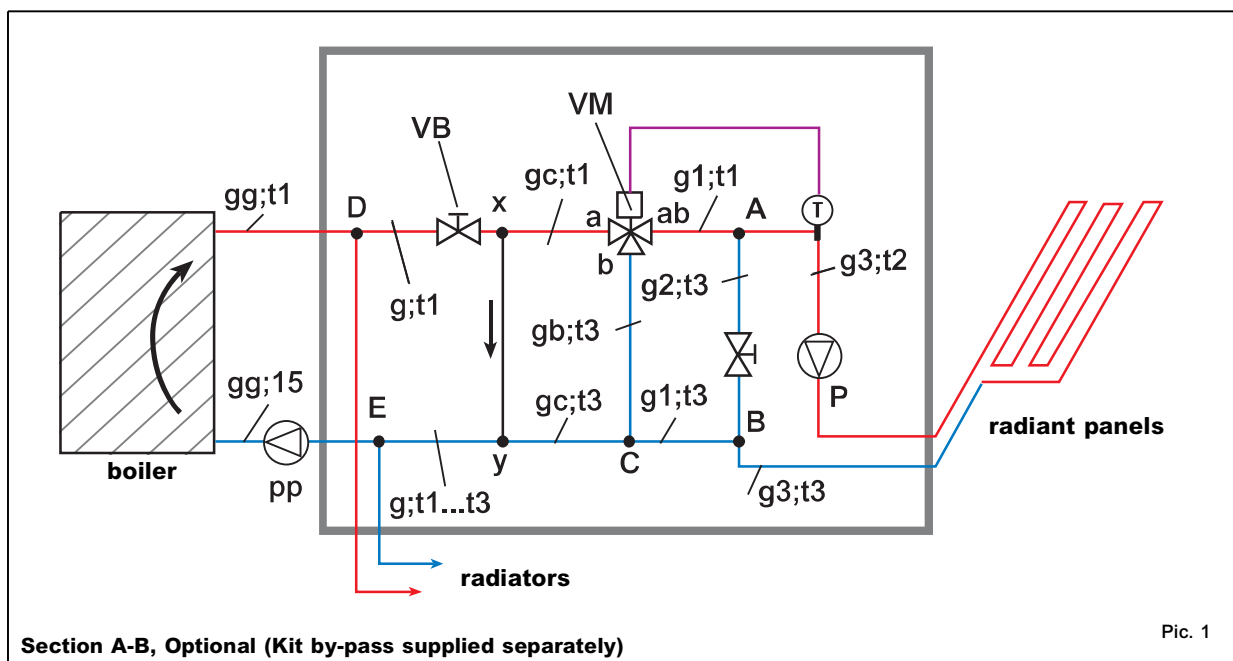 VM
VB
gc;t1
g1;t1
gg;t1
D
x
a
ab
A
T
b
g3;t2
g2;t3
g;t1
gb;t3
gg;15
E
gc;t3
g1;t3
B
P
radiant panels
boiler
pp
y
C
g;t1...t3
g3;t3
radiators
Section A-B, Optional (Kit by-pass supplied separately)
Pic. 1